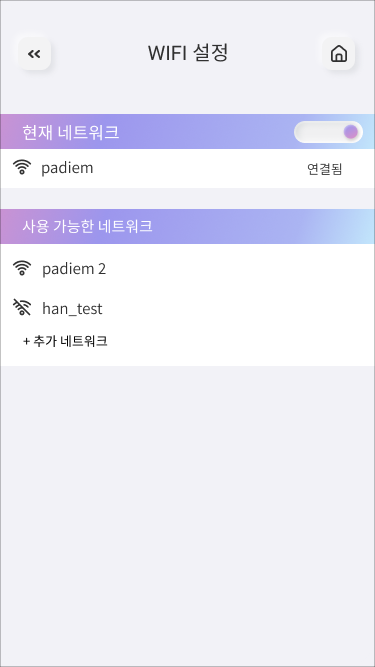 WIFI 설정
현재 네트워크
padiem 연결됨
사용 가능한 네트워크
padiem 2
han_test
+ 추가 네트워크